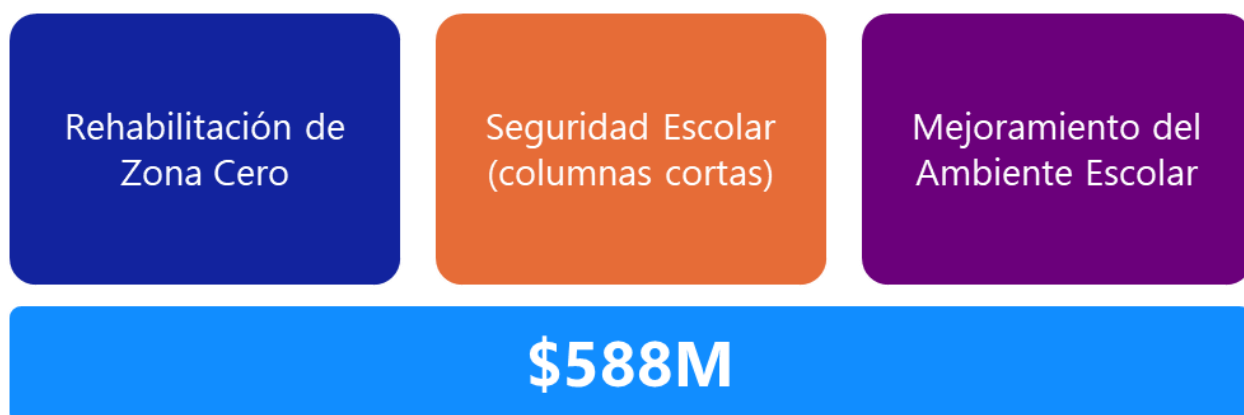 Rehabilitación de
Zona Cero
Seguridad Escolar
(columnas cortas)
Mejoramiento del
Ambiente Escolar
$588M